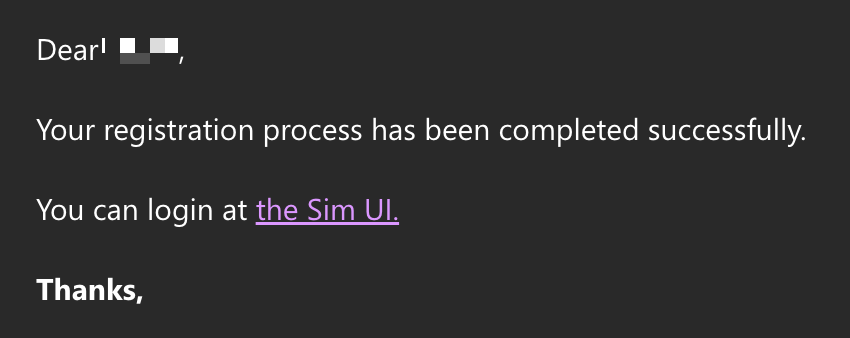 Dear ,
Your registration process has been completed successfully.
You can login at the Sim UI.
Thanks,